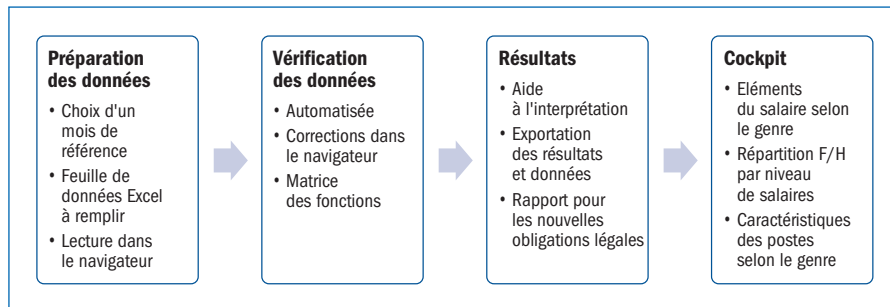 Préparation
des données
• Choix d'un
mois de
référence
• Feuille de
données Excel
à remplir
• Lecture dans
le navigateur
Vérification
des données
• Automatisée
• Corrections dans
le navigateur
• Matrice
des fonctions
Résultats
• Aide
à l'interprétation
• Exportation
des résultats
et données
• Rapport pour
les nouvelles
obligations légales
Cockpit
• Eléments
du salaire selon
le genre
• Répartition F/H
par niveau
de salaires
• Caractéristiques
des postes
selon le genre